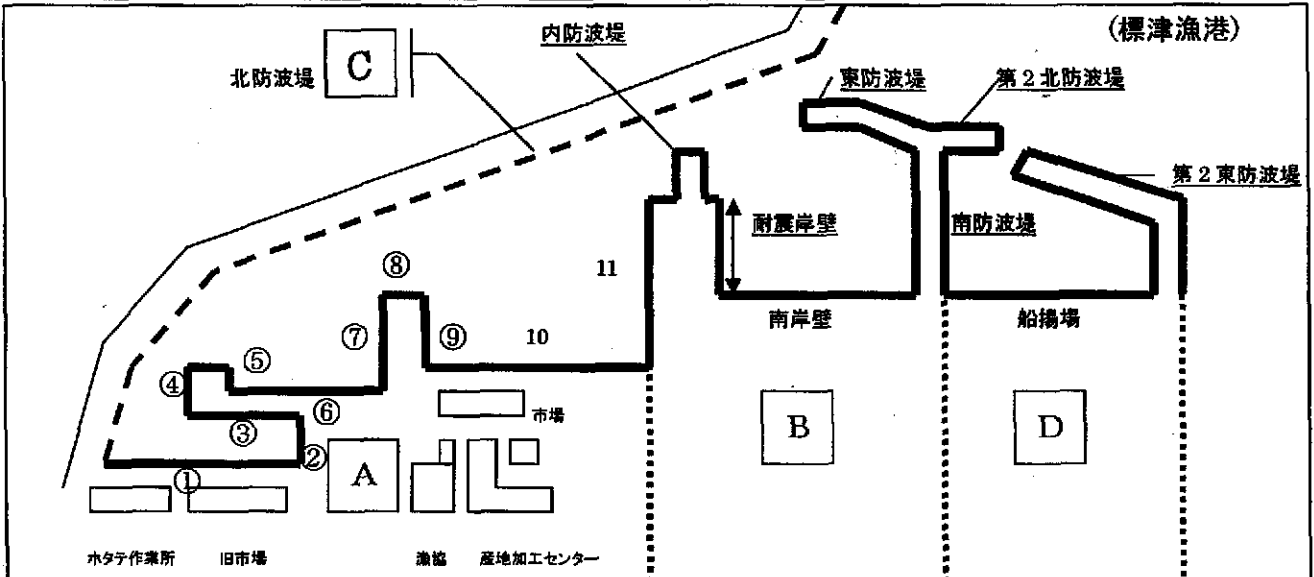 (標津漁港)
内防波堤
北防波堤
C
東防波堤
第2北防波堤
第2東防波堤
耐震岸壁
南防波堤
⑧
11
⑦
⑨
10
南岸壁
船揚場
⑤
④
⑥
③
市場
②
①
A
B
D
ホタテ作業所
旧市場
漁協
産地加工センター